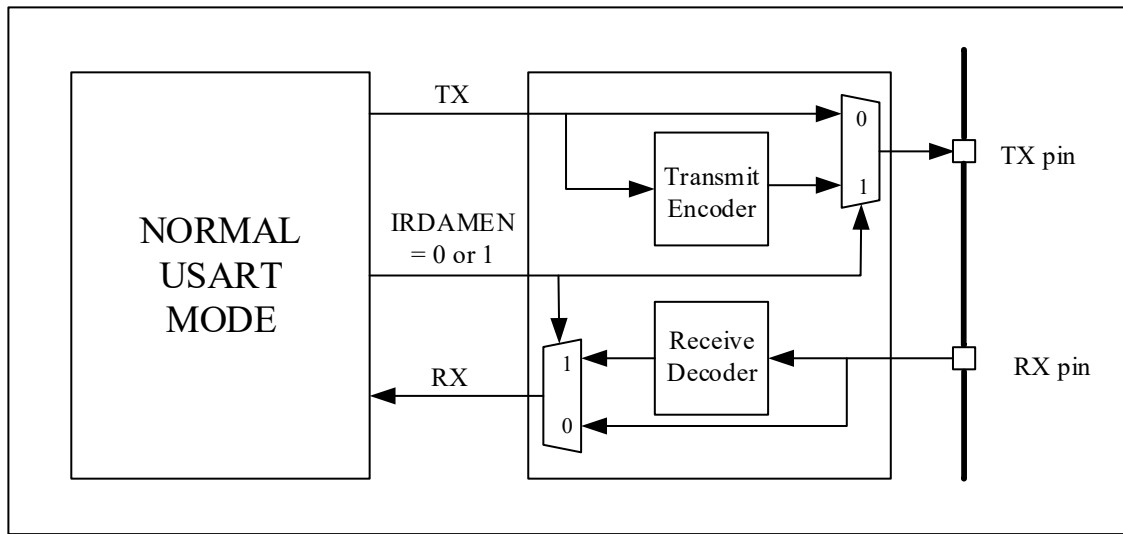 TX
0
Transmit
Encoder
1
TX pin
NORMAL
USART
MODE
IRDAMEN
= 0 or 1
Receive
Decoder
1
RX
0
RX pin